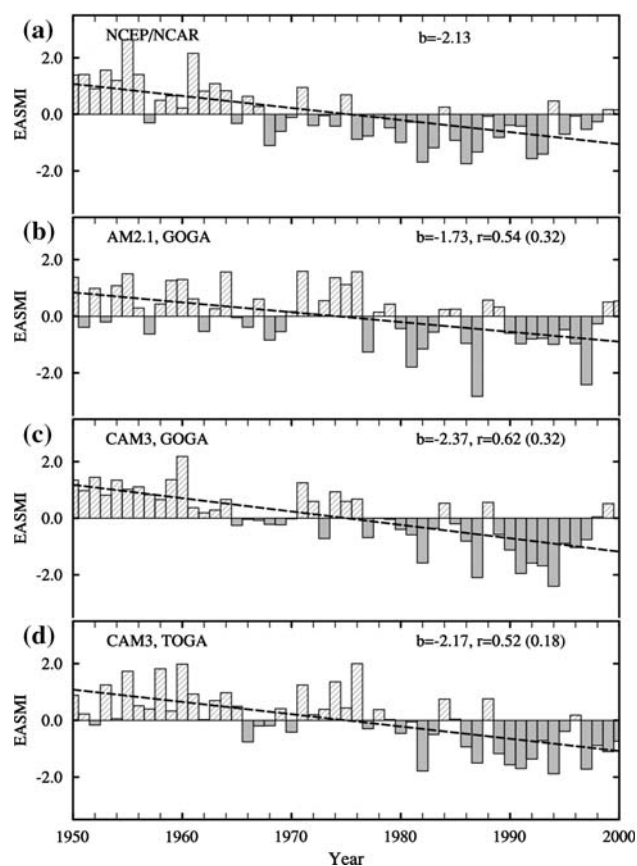 (a)
NCEP/NCAR b=-2.13
2.0
0.0
-2.0
EASMI
(b)
AM2.1, GOGA b=-1.73, r=0.54 (0.32)
2.0
0.0
-2.0
EASMI
(c)
CAM3, GOGA b=-2.37, r=0.62 (0.32)
2.0
0.0
-2.0
EASMI
(d)
CAM3, TOGA b=-2.17, r=0.52 (0.18)
2.0
0.0
-2.0
EASMI
1950 1960 1970 1980 1990 2000
Year